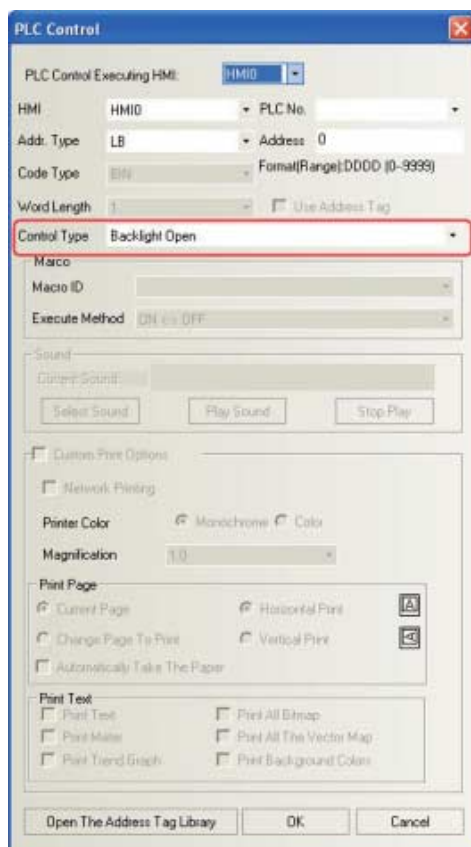 PLC Control
PLC Control Executing HMI: HMI0
HMI HMI0 PLC No.
Addr. Type LB Address 0
Code Type BIN Format(Range):DDDD (0~9999)
Word Length 1 Use Address Tag
Control Type Backlight Open
Marco
Macro ID
Execute Method ON <-> OFF
Sound
Current Sound
Select Sound Play Sound Stop Play
Custom Print Options
Network Printing
Printer Color Monochrome Color
Magnification 1.0
Print Page
Current Page Horizontal Print A
Change Page To Print Vertical Print A
Automatically Take The Paper
Print Text
Print Text Print All Bitmap
Print Meter Print All The Vector Map
Print Trend Graph Print Background Colors
Open The Address Tag Library OK Cancel